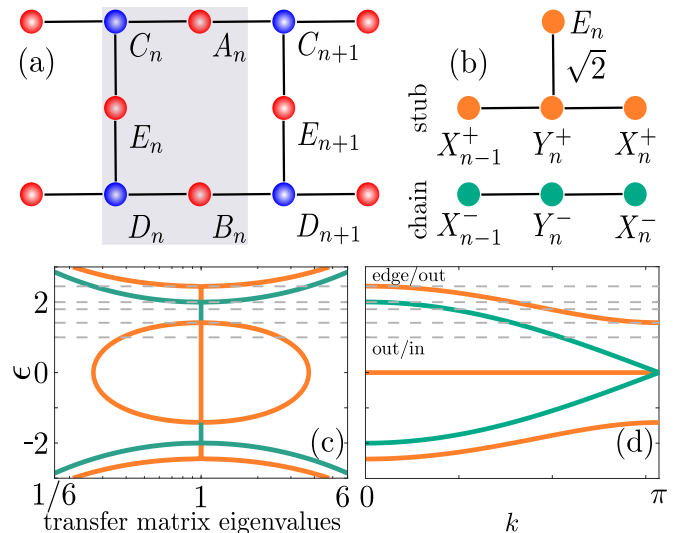 (a) C_n A_n C_{n+1}
E_n E_{n+1}
D_n B_n D_{n+1}
(b) E_n
√2
stub
X^+_{n-1} Y^+_n X^+_n
chain
X^-_{n-1} Y^-_n X^-_n
ϵ
2
0
-2
(c)
1/6 1 6
transfer matrix eigenvalues
edge/out
out/in
(d)
0 π
k